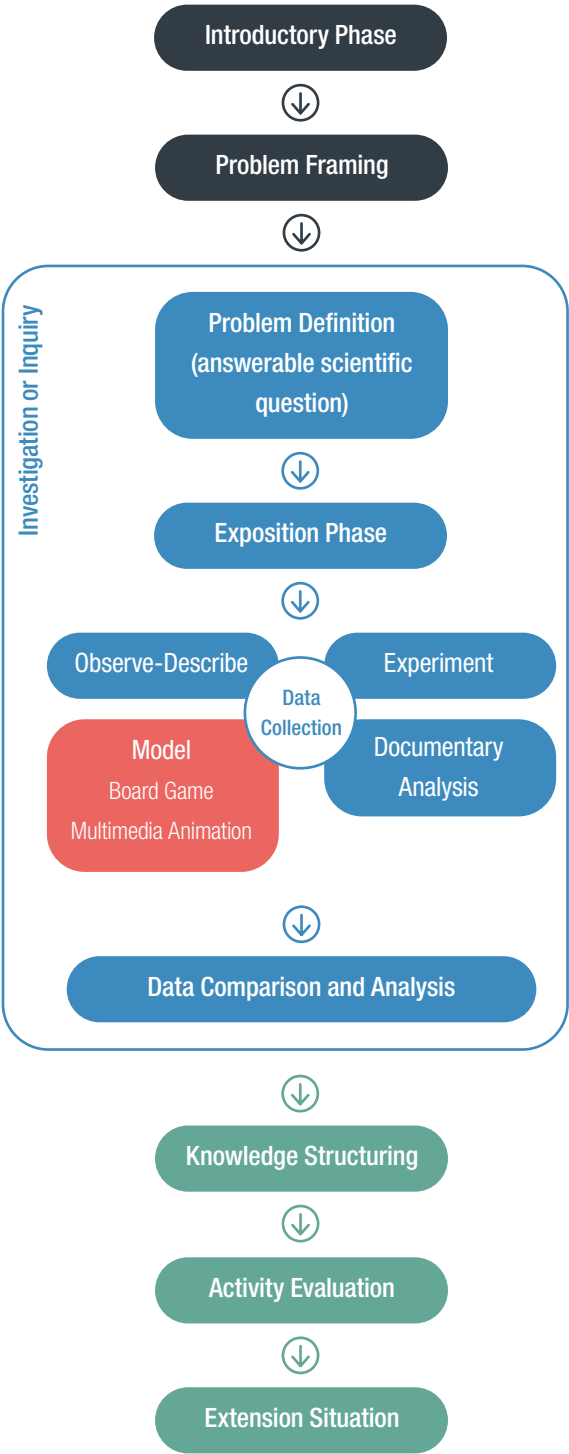 Introductory Phase
Problem Framing
Investigation or Inquiry
Problem Definition
(answerable scientific
question)
Exposition Phase
Observe-Describe
Experiment
Data
Collection
Model
Board Game
Multimedia Animation
Documentary
Analysis
Data Comparison and Analysis
Knowledge Structuring
Activity Evaluation
Extension Situation